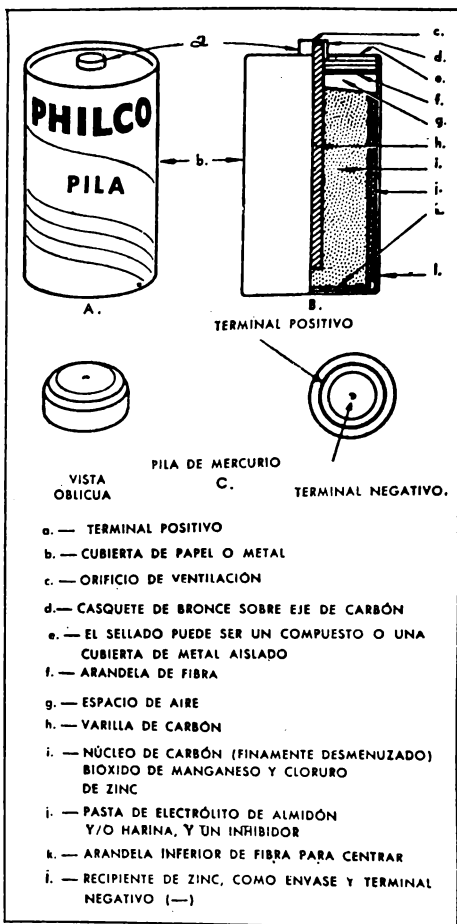 a
c.
d.
e.
f.
g.
h.
i.
j.
l.
b.
PHILCO
PILA
A.
B.
TERMINAL POSITIVO
PILA DE MERCURIO
VISTA
OBLICUA
C.
TERMINAL NEGATIVO.
a. — TERMINAL POSITIVO
b. — CUBIERTA DE PAPEL O METAL
c. — ORIFICIO DE VENTILACIÓN
d.— CASQUETE DE BRONCE SOBRE EJE DE CARBÓN
e. — EL SELLADO PUEDE SER UN COMPUESTO O UNA
CUBIERTA DE METAL AISLADO
f. — ARANDELA DE FIBRA
g. — ESPACIO DE AIRE
h. — VARILLA DE CARBÓN
i. — NÚCLEO DE CARBÓN (FINAMENTE DESMENUZADO)
BIÓXIDO DE MANGANESO Y CLORURO
DE ZINC
j. — PASTA DE ELECTRÓLITO DE ALMIDÓN
Y/O HARINA, Y UN INHIBIDOR
k. — ARANDELA INFERIOR DE FIBRA PARA CENTRAR
l. — RECIPIENTE DE ZINC, COMO ENVASE Y TERMINAL
NEGATIVO (—)